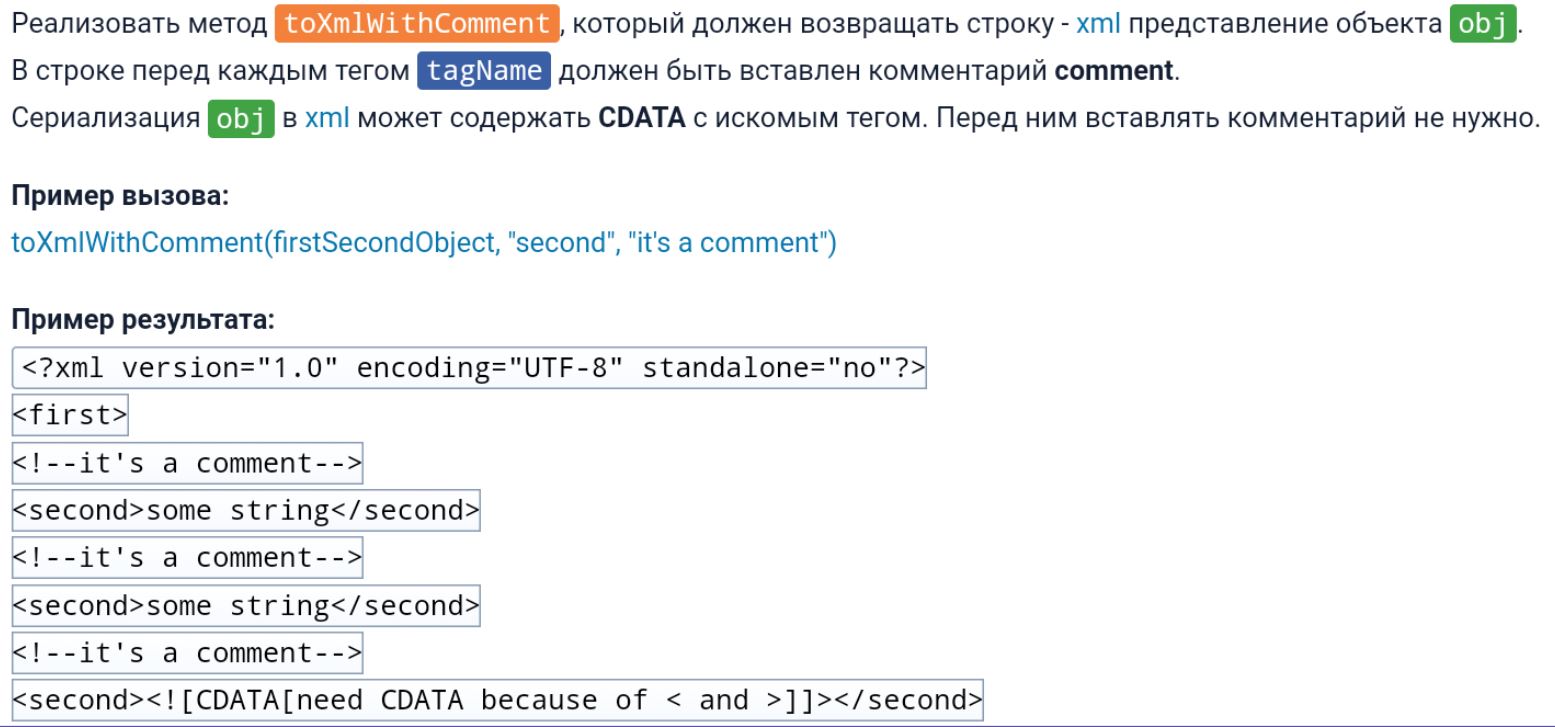 Реализовать метод toXmlWithComment, который должен возвращать строку - xml представление объекта obj.
В строке перед каждым тегом tagName должен быть вставлен комментарий comment.
Сериализация obj в xml может содержать CDATA с искомым тегом. Перед ним вставлять комментарий не нужно.
Пример вызова:
toXmlWithComment(firstSecondObject, "second", "it's a comment")
Пример результата:
<?xml version="1.0" encoding="UTF-8" standalone="no"?>
<first>
<!--it's a comment-->
<second>some string</second>
<!--it's a comment-->
<second>some string</second>
<!--it's a comment-->
<second><![CDATA[need CDATA because of < and >]]></second>